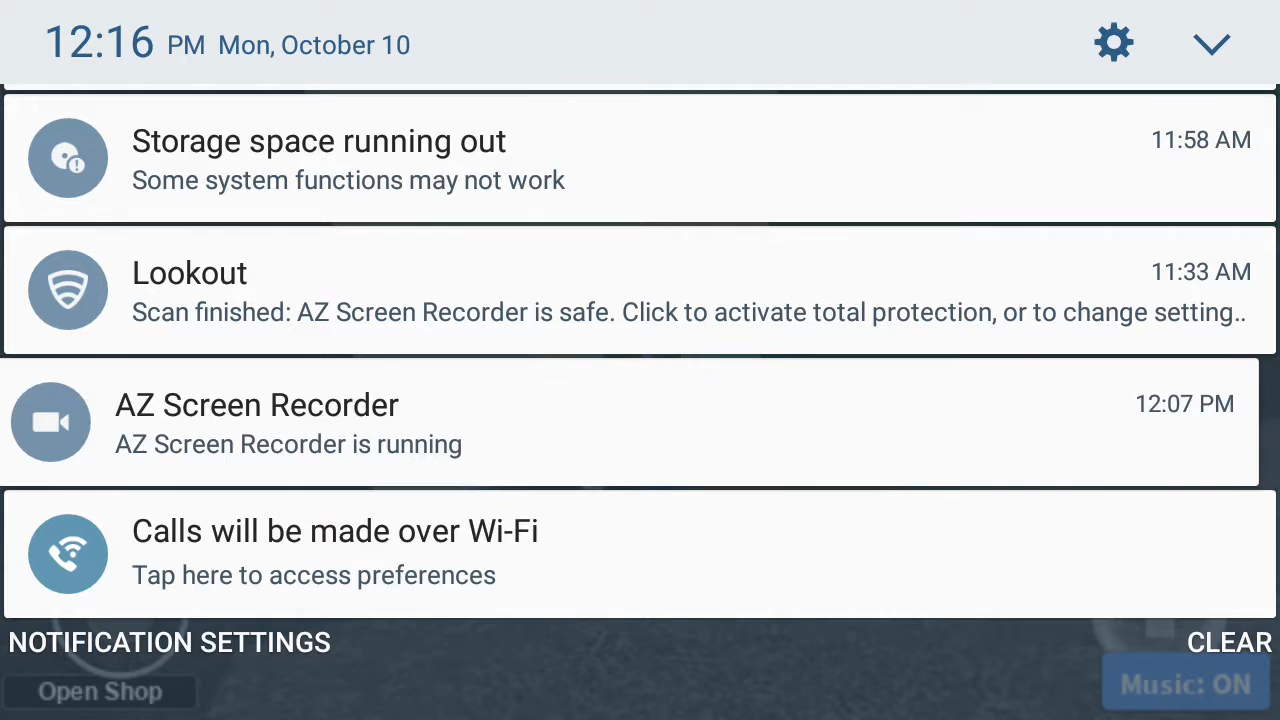 12:16 PM Mon, October 10
Storage space running out
11:58 AM
Some system functions may not work
Lookout
11:33 AM
Scan finished: AZ Screen Recorder is safe. Click to activate total protection, or to change setting..
AZ Screen Recorder
12:07 PM
AZ Screen Recorder is running
Calls will be made over Wi-Fi
Tap here to access preferences
NOTIFICATION SETTINGS
CLEAR
Open Shop
Music: ON